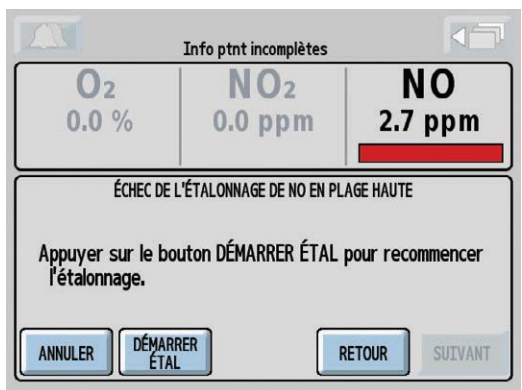 Info ptnt incomplètes
O2 NO2 NO
0.0 % 0.0 ppm 2.7 ppm
ÉCHEC DE L'ÉTALONNAGE DE NO EN PLAGE HAUTE
Appuyer sur le bouton DÉMARRER ÉTAL pour recommencer
l'étalonnage.
ANNULER
DÉMARRER
ÉTAL
RETOUR
SUIVANT